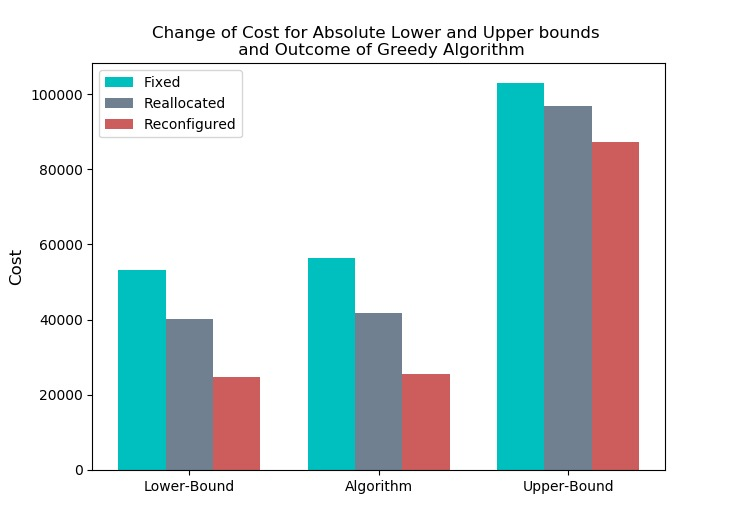 Change of Cost for Absolute Lower and Upper bounds
and Outcome of Greedy Algorithm
Fixed
Reallocated
Reconfigured
100000
80000
60000
40000
20000
0
Cost
Lower-Bound
Algorithm
Upper-Bound